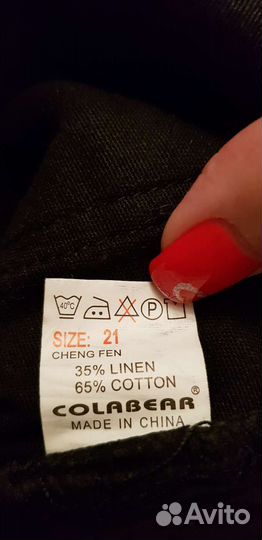 40°C P
SIZE: 21
CHENG FEN
35% LINEN
65% COTTON
COLABEAR®
MADE IN CHINA
Avito